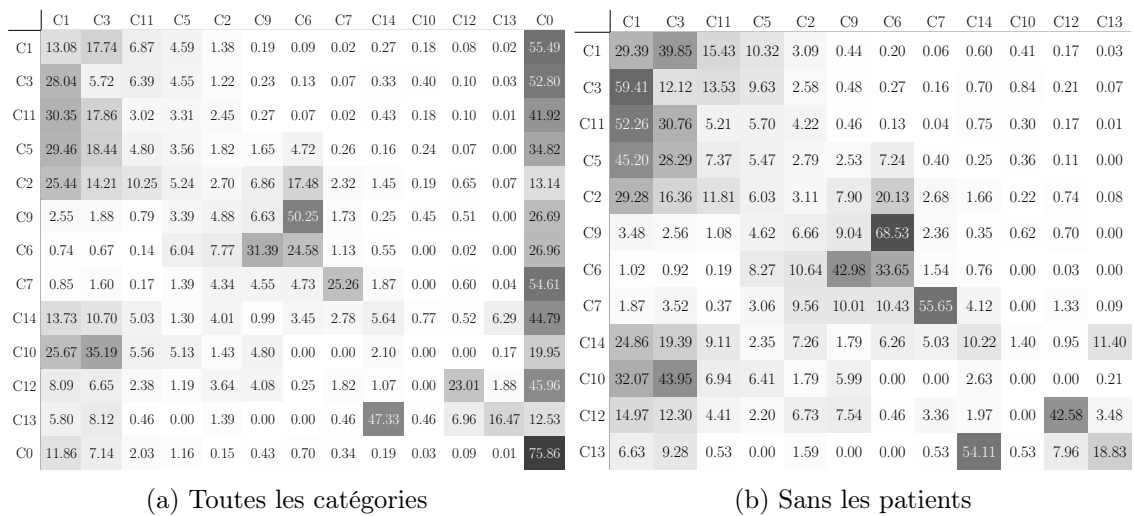 C1 C3 C11 C5 C2 C9 C6 C7 C14 C10 C12 C13 C0
C1 13.08 17.74 6.87 4.59 1.38 0.19 0.09 0.02 0.27 0.18 0.08 0.02 55.49
C3 28.04 5.72 6.39 4.55 1.22 0.23 0.13 0.07 0.33 0.40 0.10 0.03 52.80
C11 30.35 17.86 3.02 3.31 2.45 0.27 0.07 0.02 0.43 0.18 0.10 0.01 41.92
C5 29.46 18.44 4.80 3.56 1.82 1.65 4.72 0.26 0.16 0.24 0.07 0.00 34.82
C2 25.44 14.21 10.25 5.24 2.70 6.86 17.48 2.32 1.45 0.19 0.65 0.07 13.14
C9 2.55 1.88 0.79 3.39 4.88 6.63 50.25 1.73 0.25 0.45 0.51 0.00 26.69
C6 0.74 0.67 0.14 6.04 7.77 31.39 24.58 1.13 0.55 0.00 0.02 0.00 26.96
C7 0.85 1.60 0.17 1.39 4.34 4.55 4.73 25.26 1.87 0.00 0.60 0.04 54.61
C14 13.73 10.70 5.03 1.30 4.01 0.99 3.45 2.78 5.64 0.77 0.52 6.29 44.79
C10 25.67 35.19 5.56 5.13 1.43 4.80 0.00 0.00 2.10 0.00 0.00 0.17 19.95
C12 8.09 6.65 2.38 1.19 3.64 4.08 0.25 1.82 1.07 0.00 23.01 1.88 45.96
C13 5.80 8.12 0.46 0.00 1.39 0.00 0.00 0.46 47.33 0.46 6.96 16.47 12.53
C0 11.86 7.14 2.03 1.16 0.15 0.43 0.70 0.34 0.19 0.03 0.09 0.01 75.86
(a) Toutes les catégories
C1 C3 C11 C5 C2 C9 C6 C7 C14 C10 C12 C13
C1 29.39 39.85 15.43 10.32 3.09 0.44 0.20 0.06 0.60 0.41 0.17 0.03
C3 59.41 12.12 13.53 9.63 2.58 0.48 0.27 0.16 0.70 0.84 0.21 0.07
C11 52.26 30.76 5.21 5.70 4.22 0.46 0.13 0.04 0.75 0.30 0.17 0.01
C5 45.20 28.29 7.37 5.47 2.79 2.53 7.24 0.40 0.25 0.36 0.11 0.00
C2 29.28 16.36 11.81 6.03 3.11 7.90 20.13 2.68 1.66 0.22 0.74 0.08
C9 3.48 2.56 1.08 4.62 6.66 9.04 68.53 2.36 0.35 0.62 0.70 0.00
C6 1.02 0.92 0.19 8.27 10.64 42.98 33.65 1.54 0.76 0.00 0.03 0.00
C7 1.87 3.52 0.37 3.06 9.56 10.01 10.43 55.65 4.12 0.00 1.33 0.09
C14 24.86 19.39 9.11 2.35 7.26 1.79 6.26 5.03 10.22 1.40 0.95 11.40
C10 32.07 43.95 6.94 6.41 1.79 5.99 0.00 0.00 2.63 0.00 0.00 0.21
C12 14.97 12.30 4.41 2.20 6.73 7.54 0.46 3.36 1.97 0.00 42.58 3.48
C13 6.63 9.28 0.53 0.00 1.59 0.00 0.00 0.53 54.11 0.53 7.96 18.83
(b) Sans les patients